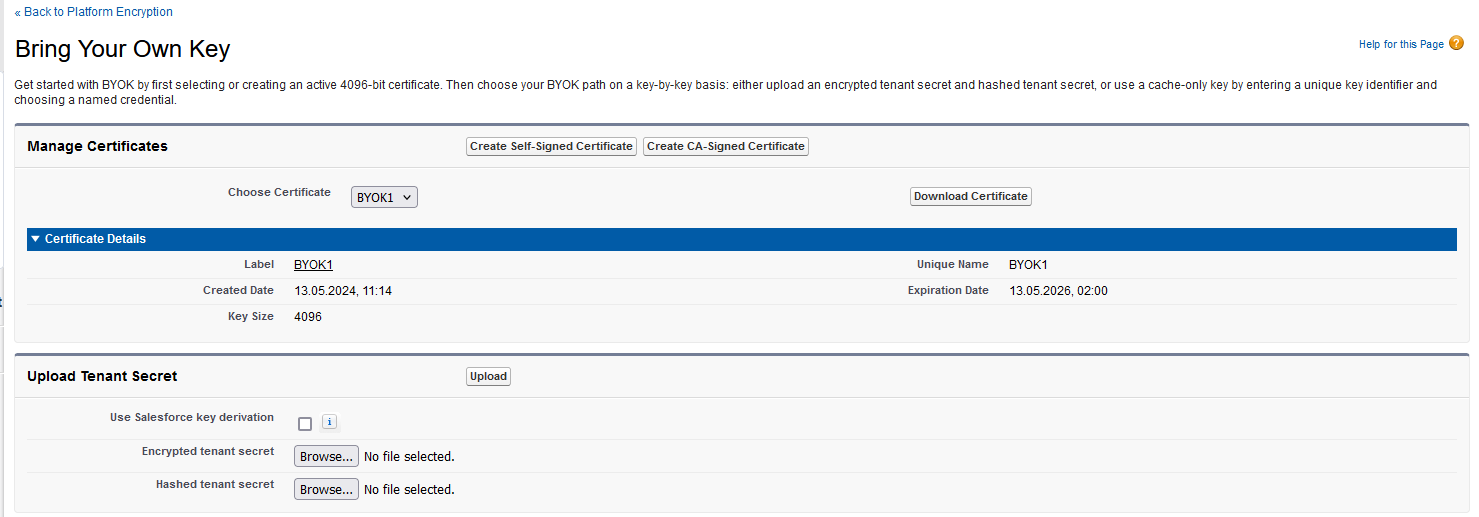 « Back to Platform Encryption
Bring Your Own Key
Help for this Page
Get started with BYOK by first selecting or creating an active 4096-bit certificate. Then choose your BYOK path on a key-by-key basis: either upload an encrypted tenant secret and hashed tenant secret, or use a cache-only key by entering a unique key identifier and
choosing a named credential.
Manage Certificates Create Self-Signed Certificate Create CA-Signed Certificate
Choose Certificate BYOK1 Download Certificate
Certificate Details
Label BYOK1 Unique Name BYOK1
Created Date 13.05.2024, 11:14 Expiration Date 13.05.2026, 02:00
Key Size 4096
Upload Tenant Secret Upload
Use Salesforce key derivation i
Encrypted tenant secret Browse... No file selected.
Hashed tenant secret Browse... No file selected.